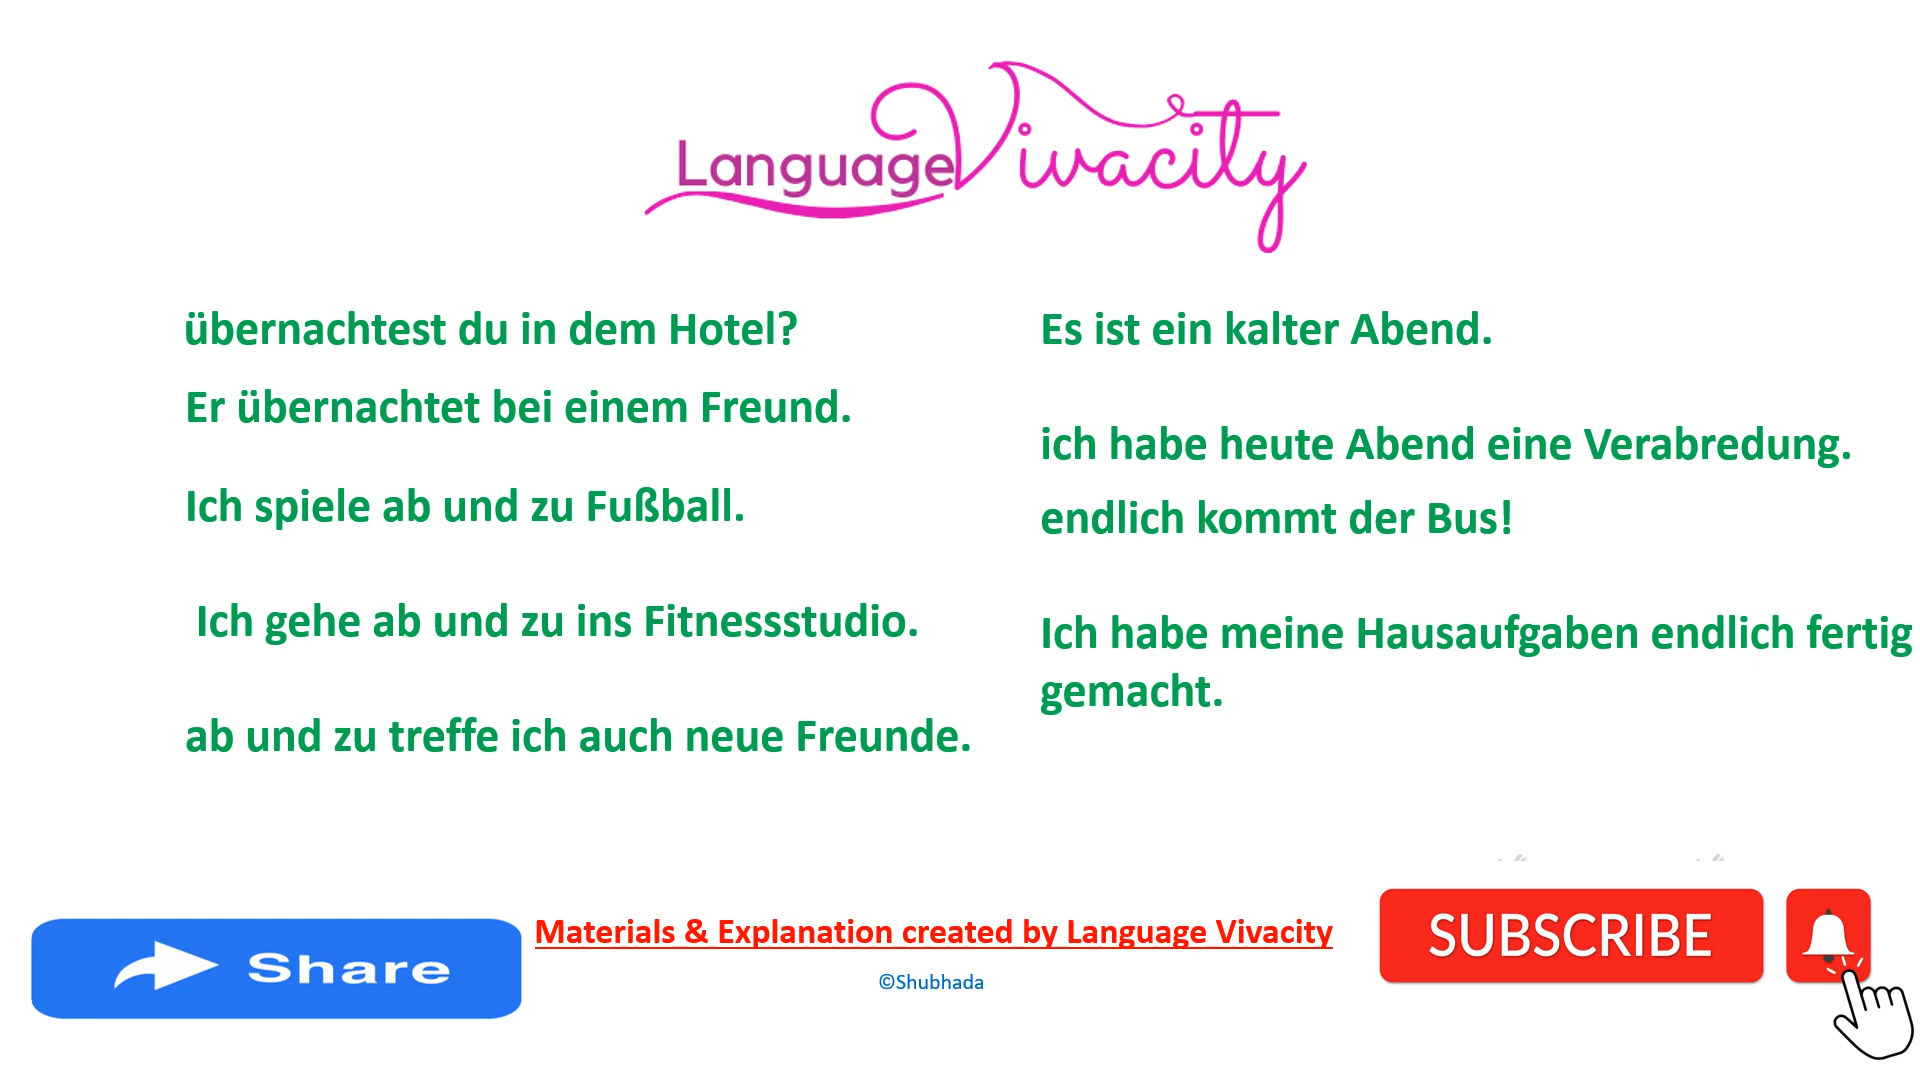 Language Vivacity
übernachtest du in dem Hotel?
Er übernachtet bei einem Freund.
Ich spiele ab und zu Fußball.
Ich gehe ab und zu ins Fitnessstudio.
ab und zu treffe ich auch neue Freunde.
Es ist ein kalter Abend.
ich habe heute Abend eine Verabredung.
endlich kommt der Bus!
Ich habe meine Hausaufgaben endlich fertig
gemacht.
Share
Materials & Explanation created by Language Vivacity
©Shubhada
SUBSCRIBE